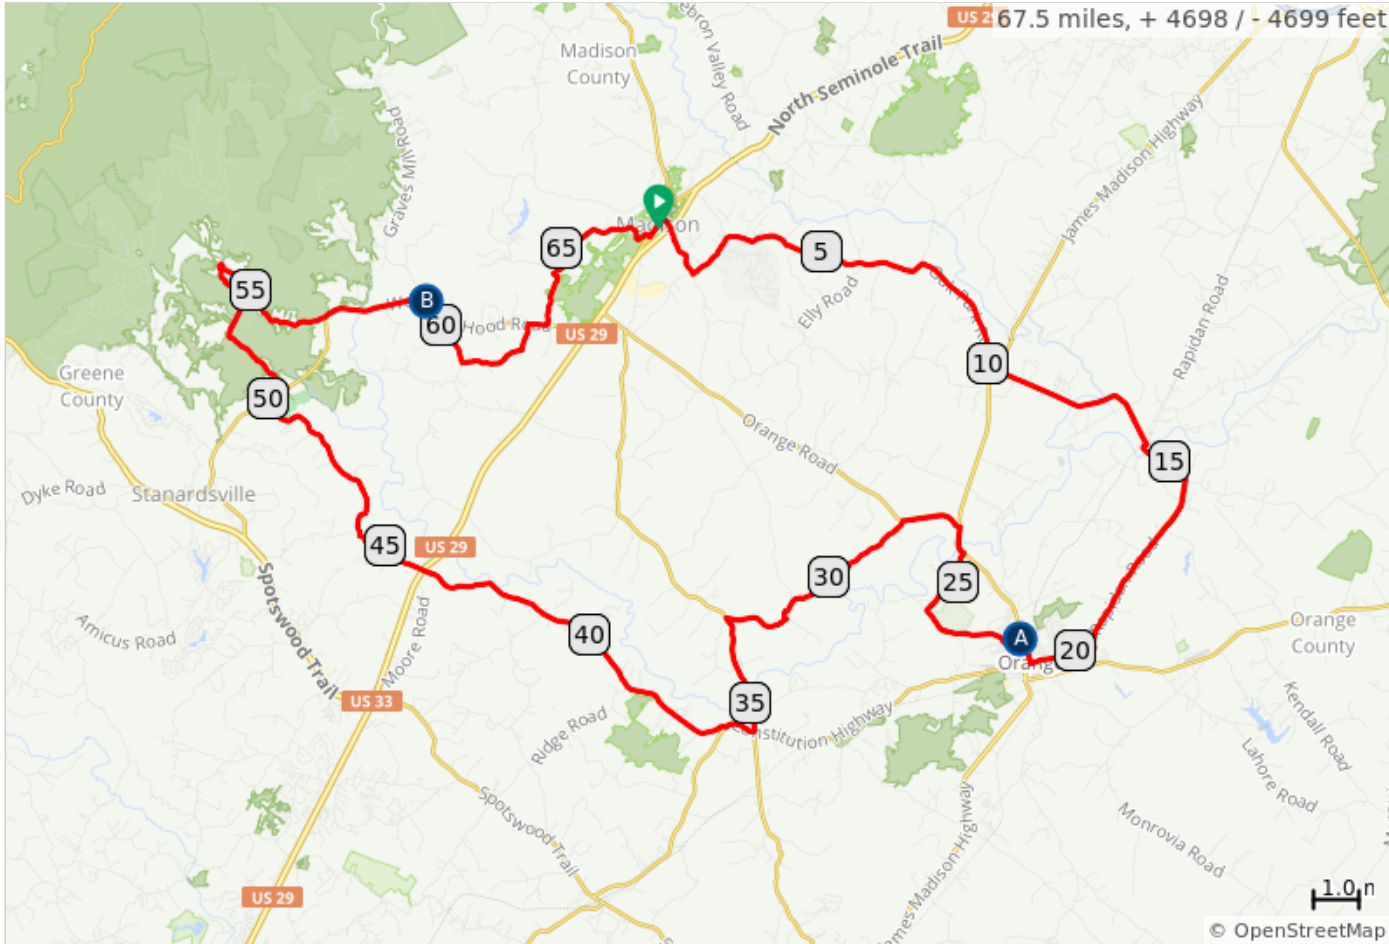 US 29
67.5 miles, + 4698 / - 4699 feet
Madison
County
North Seminole Trail
Graves Mill Road
James Madison Highway
Madison
65
5
Elly Road
Rapidan Road
55
B
60
Hood Road
US 29
10
Greene
County
50
Orange Road
15
Dyke Road
Stanardsville
45
US 29
Spotswood Trail
30
25
Rapidan Road
Amicus Road
Moore Road
40
A
20
Orange
County
US 33
35
Ridge Road
Constitution Highway
Kendall Road
Lahore Road
Spotswood Trail
Monrovia Road
James Madison Highway
US 29
1.0
© OpenStreetMap